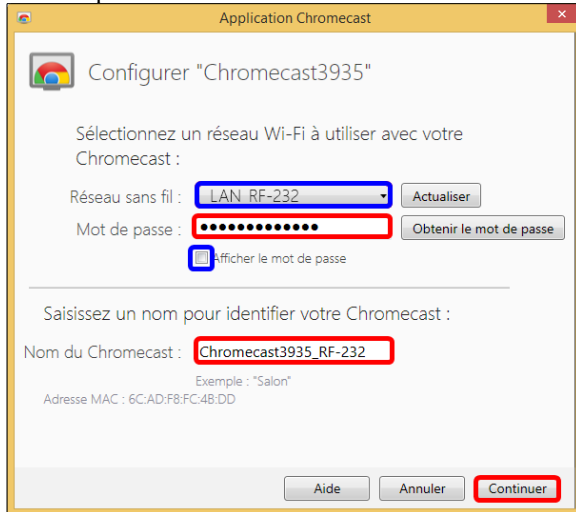 Application Chromecast
Configurer "Chromecast3935"
Sélectionnez un réseau Wi-Fi à utiliser avec votre
Chromecast :
Réseau sans fil : LAN RF-232 Actualiser
Mot de passe : ●●●●●●●●●●●●● Obtenir le mot de passe
Afficher le mot de passe
Saisissez un nom pour identifier votre Chromecast :
Nom du Chromecast : Chromecast3935_RF-232
Exemple : "Salon"
Adresse MAC : 6C:AD:F8:FC:4B:DD
Aide Annuler Continuer